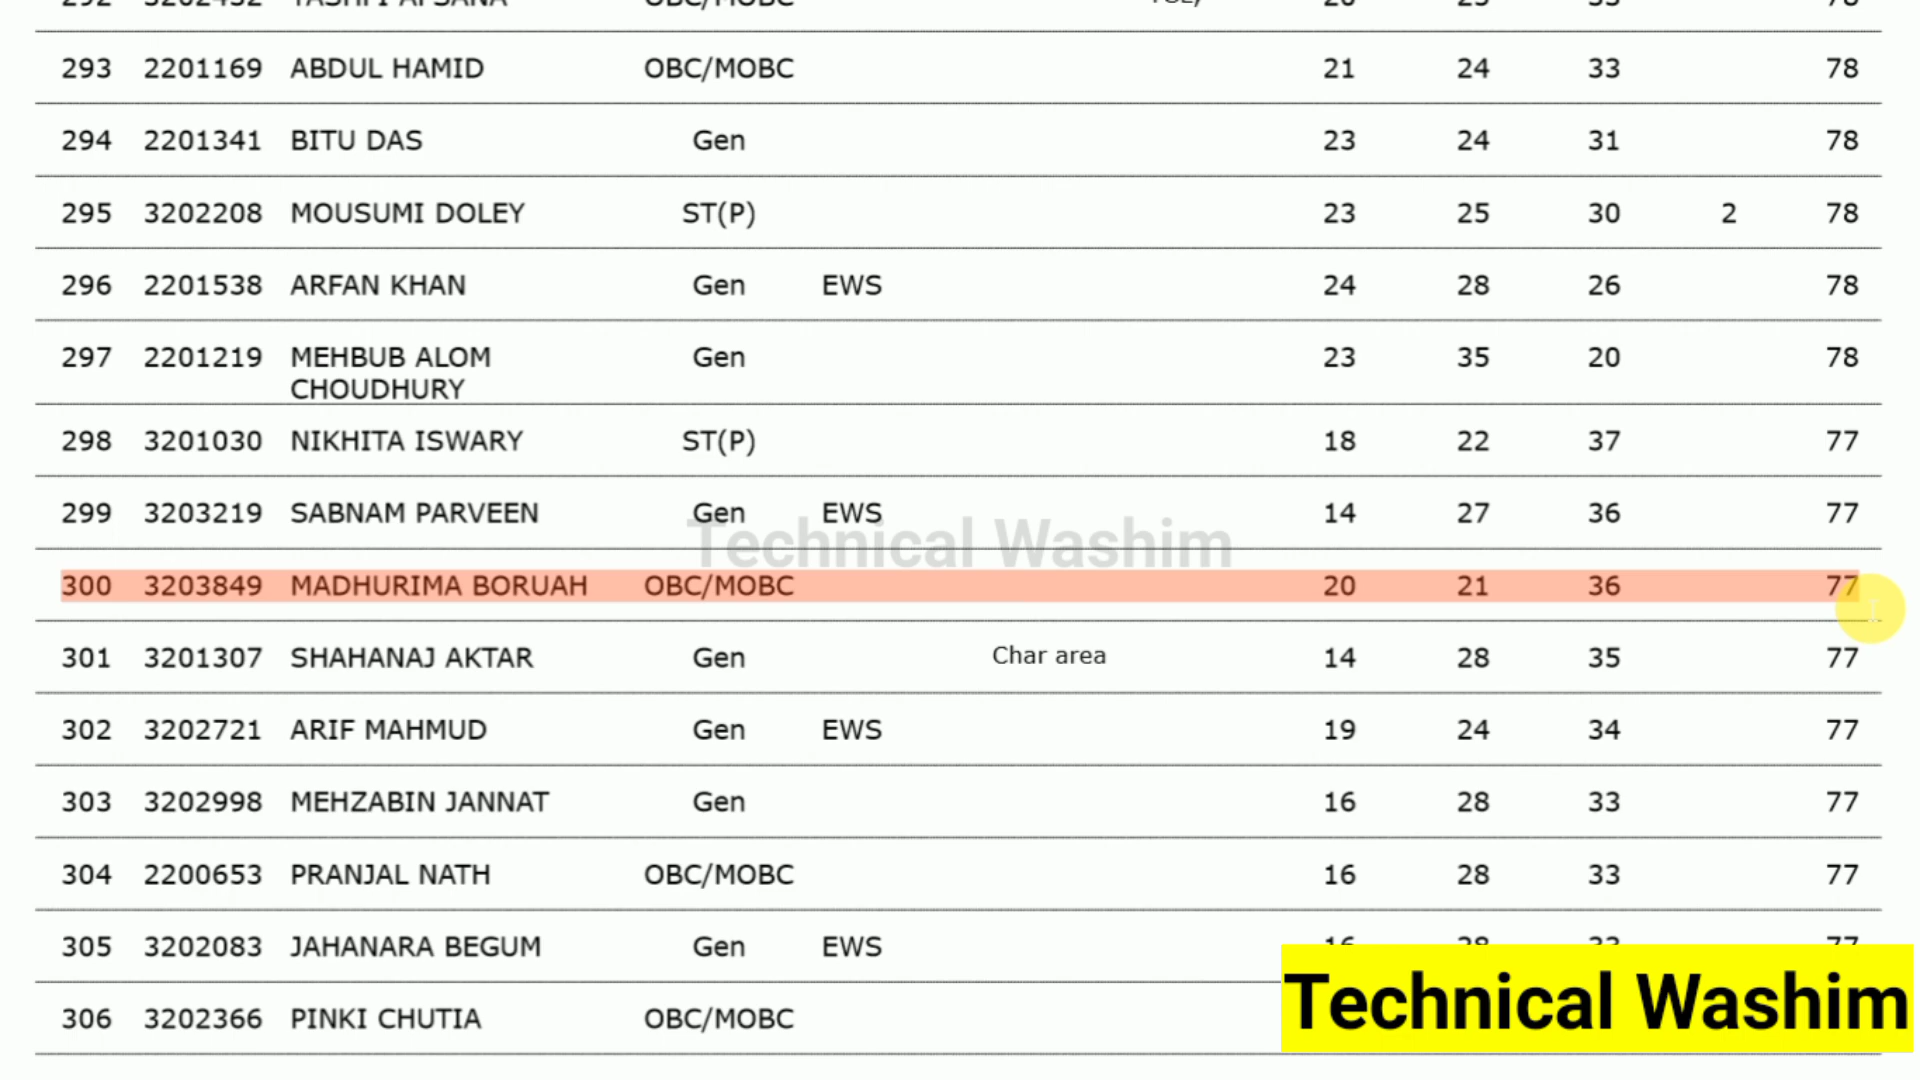 293 2201169 ABDUL HAMID OBC/MOBC 21 24 33 78
294 2201341 BITU DAS Gen 23 24 31 78
295 3202208 MOUSUMI DOLEY ST(P) 23 25 30 2 78
296 2201538 ARFAN KHAN Gen EWS 24 28 26 78
297 2201219 MEHBUB ALOM Gen 23 35 20 78
CHOUDHURY
298 3201030 NIKHITA ISWARY ST(P) 18 22 37 77
299 3203219 SABNAM PARVEEN Gen EWS 14 27 36 77
Technical Washim
300 3203849 MADHURIMA BORUAH OBC/MOBC 20 21 36 77
301 3201307 SHAHANAJ AKTAR Gen Char area 14 28 35 77
302 3202721 ARIF MAHMUD Gen EWS 19 24 34 77
303 3202998 MEHZABIN JANNAT Gen 16 28 33 77
304 2200653 PRANJAL NATH OBC/MOBC 16 28 33 77
305 3202083 JAHANARA BEGUM Gen EWS
306 3202366 PINKI CHUTIA OBC/MOBC
Technical Washim